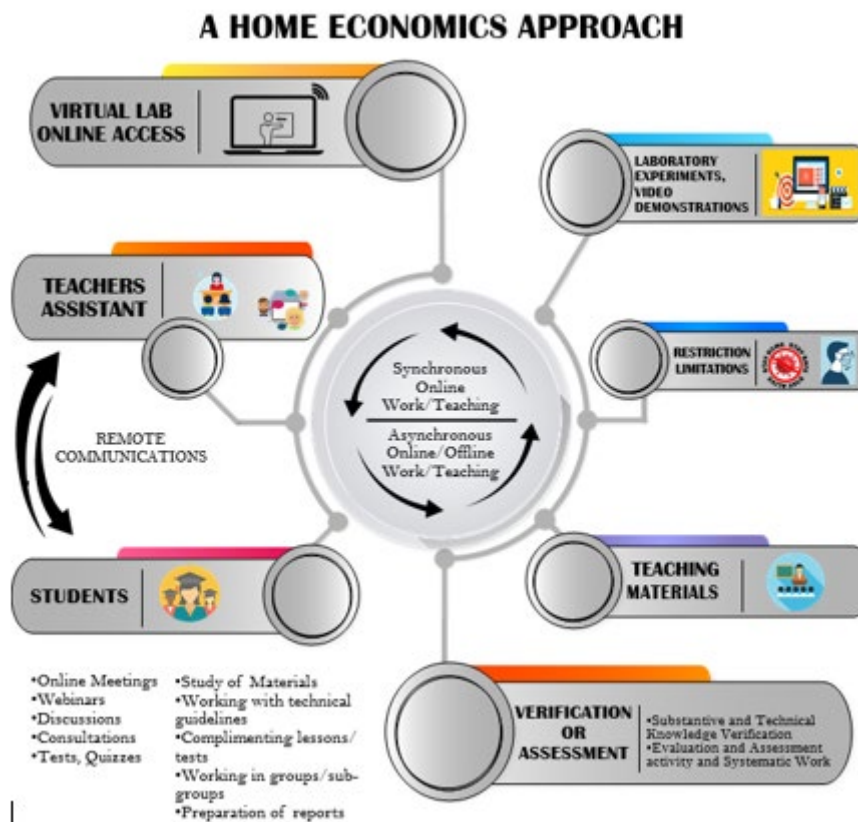 A HOME ECONOMICS APPROACH
VIRTUAL LAB
ONLINE ACCESS
LABORATORY
EXPERIMENTS,
VIDEO
DEMONSTRATIONS
TEACHERS
ASSISTANT
RESTRICTION
LIMITATIONS
Synchronous
Online
Work/Teaching
Asynchronous
Online/Offline
Work/Teaching
REMOTE
COMMUNICATIONS
STUDENTS
TEACHING
MATERIALS
•Online Meetings
•Webinars
•Discussions
•Consultations
•Tests, Quizzes
•Study of Materials
•Working with technical
guidelines
•Complimenting lessons/
tests
•Working in groups/sub-
groups
•Preparation of reports
VERIFICATION
OR
ASSESSMENT
•Substantive and Technical
Knowledge Verification
•Evaluation and Assessment
activity and Systematic Work